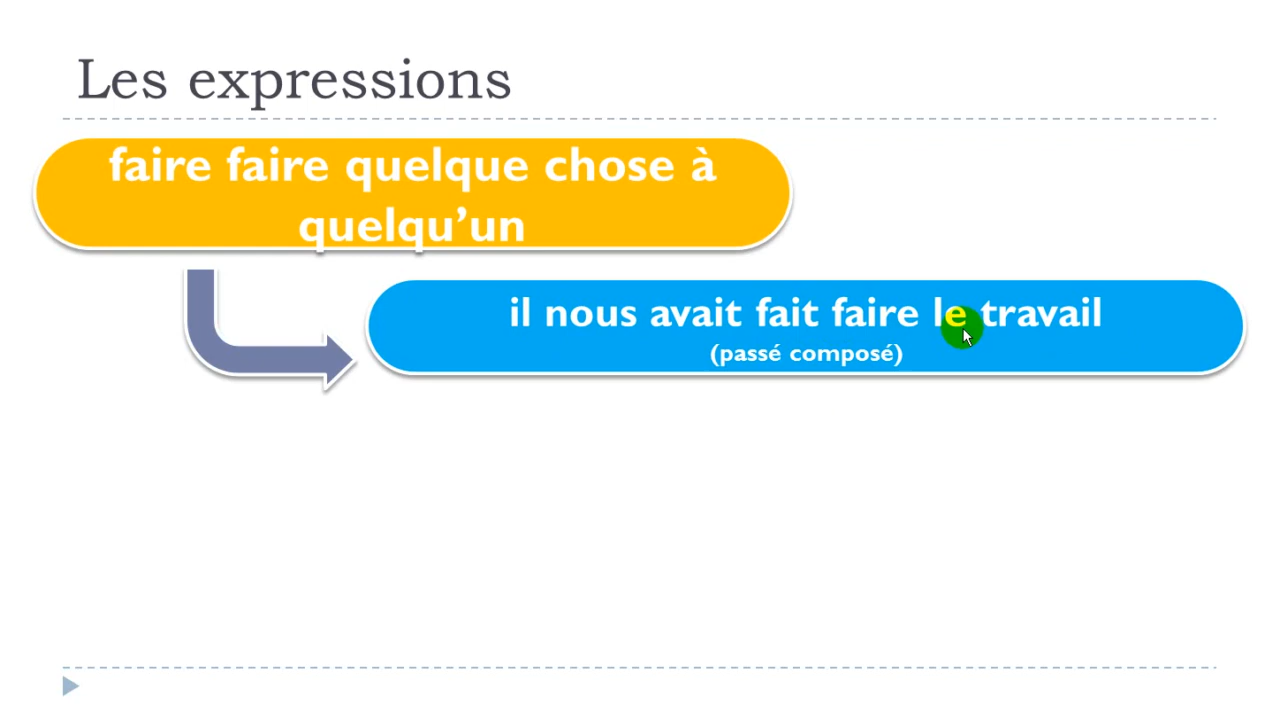 Les expressions
faire faire quelque chose à
quelqu’un
il nous avait fait faire le travail
(passé composé)